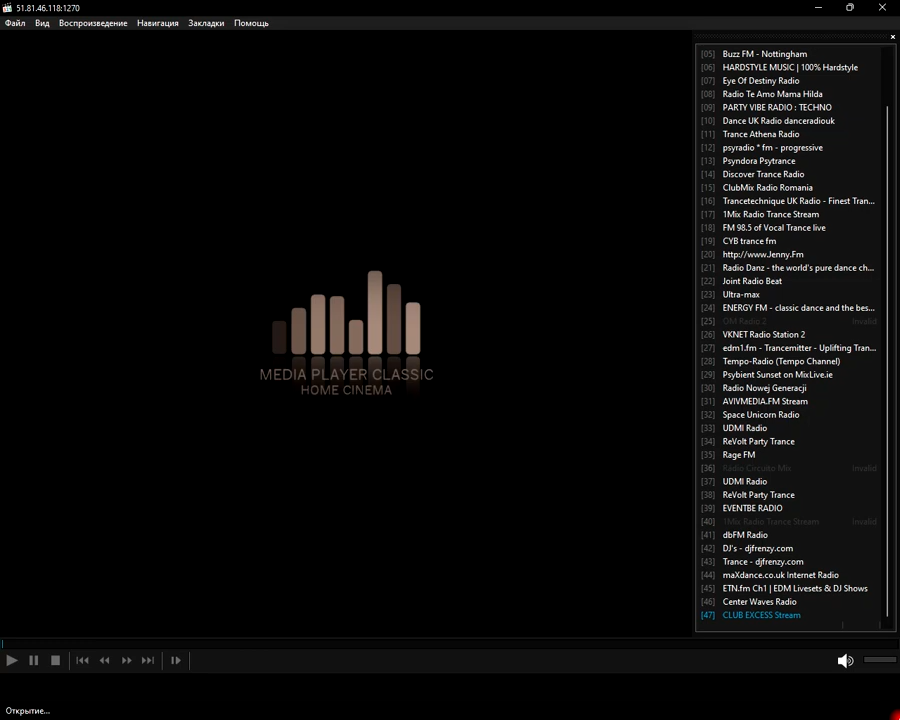 51.81.46.118:1270
Файл Вид Воспроизведение Навигация Закладки Помощь
[05] Buzz FM - Nottingham
[06] HARDSTYLE MUSIC | 100% Hardstyle
[07] Eye Of Destiny Radio
[08] Radio Te Amo Mama Hilda
[09] PARTY VIBE RADIO : TECHNO
[10] Dance UK Radio danceradiouk
[11] Trance Athena Radio
[12] psyradio * fm - progressive
[13] Psyndora Psytrance
[14] Discover Trance Radio
[15] ClubMix Radio Romania
[16] Trancetechnique UK Radio - Finest Tran...
[17] 1Mix Radio Trance Stream
[18] FM 98.5 of Vocal Trance live
[19] CYB trance fm
[20] http://www.Jenny.Fm
[21] Radio Danz - the world's pure dance ch...
[22] Joint Radio Beat
[23] Ultra-max
[24] ENERGY FM - classic dance and the bes...
[25] OM Radio 2 Invalid
[26] VKNET Radio Station 2
[27] edm1.fm - Trancemitter - Uplifting Tran...
[28] Tempo-Radio (Tempo Channel)
[29] Psybient Sunset on MixLive.ie
[30] Radio Nowej Generacji
[31] AVIVMEDIA.FM Stream
[32] Space Unicorn Radio
[33] UDMI Radio
[34] ReVolt Party Trance
[35] Rage FM
[36] Radio Circuito Mix Invalid
[37] UDMI Radio
[38] ReVolt Party Trance
[39] EVENTBE RADIO
[40] 1Mix Radio Trance Stream Invalid
[41] dbFM Radio
[42] DJ's - djfrenzy.com
[43] Trance - djfrenzy.com
[44] maXdance.co.uk Internet Radio
[45] ETN.fm Ch1 | EDM Livesets & DJ Shows
[46] Center Waves Radio
[47] CLUB EXCESS Stream
MEDIA PLAYER CLASSIC
HOME CINEMA
Открытие...